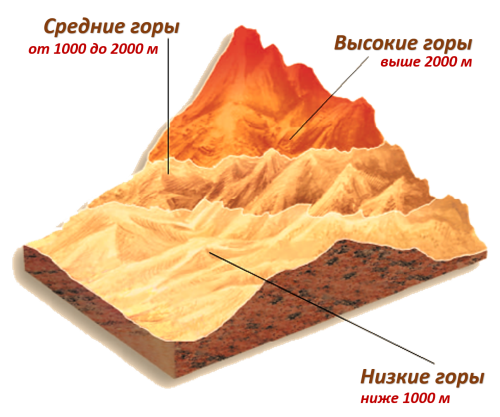 Средние горы
от 1000 до 2000 м
Высокие горы
выше 2000 м
Низкие горы
ниже 1000 м